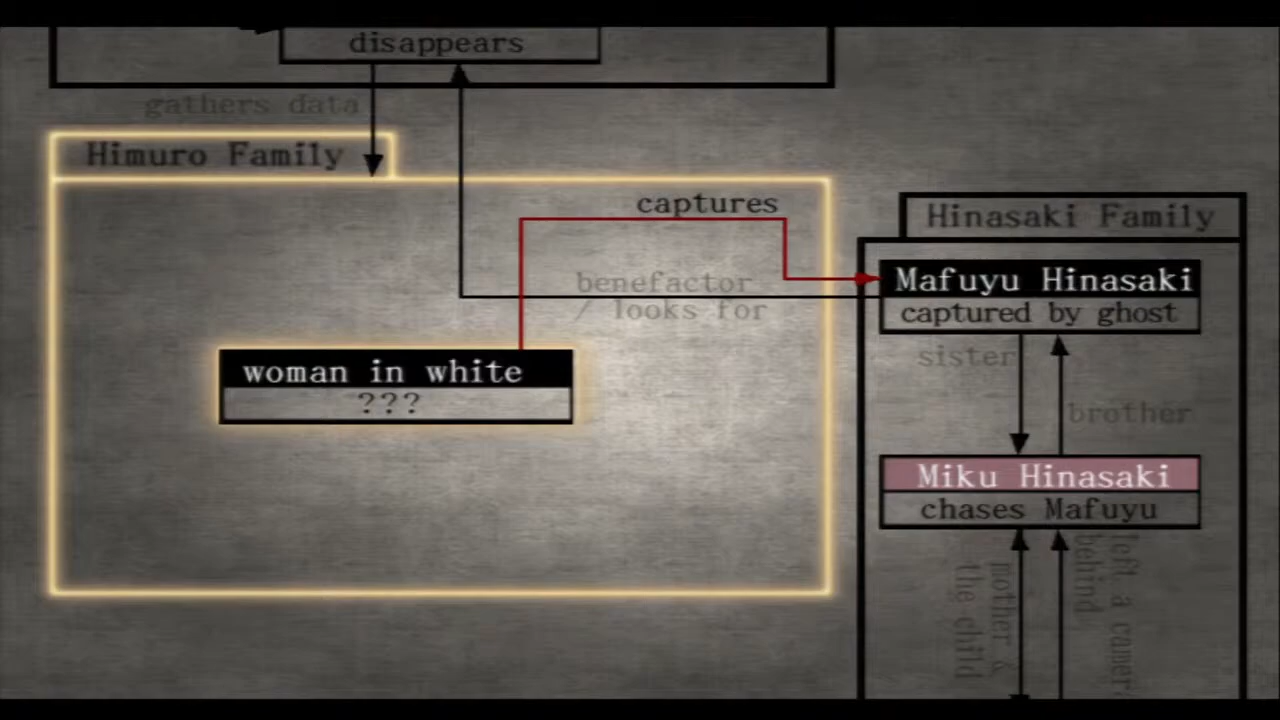 disappears
gathers data
Himuro Family
captures
Hinasaki Family
benefactor
/ looks for
Mafuyu Hinasaki
captured by ghost
sister
woman in white
???
brother
Miku Hinasaki
chases Mafuyu
mother &
the child
left a camera
behind